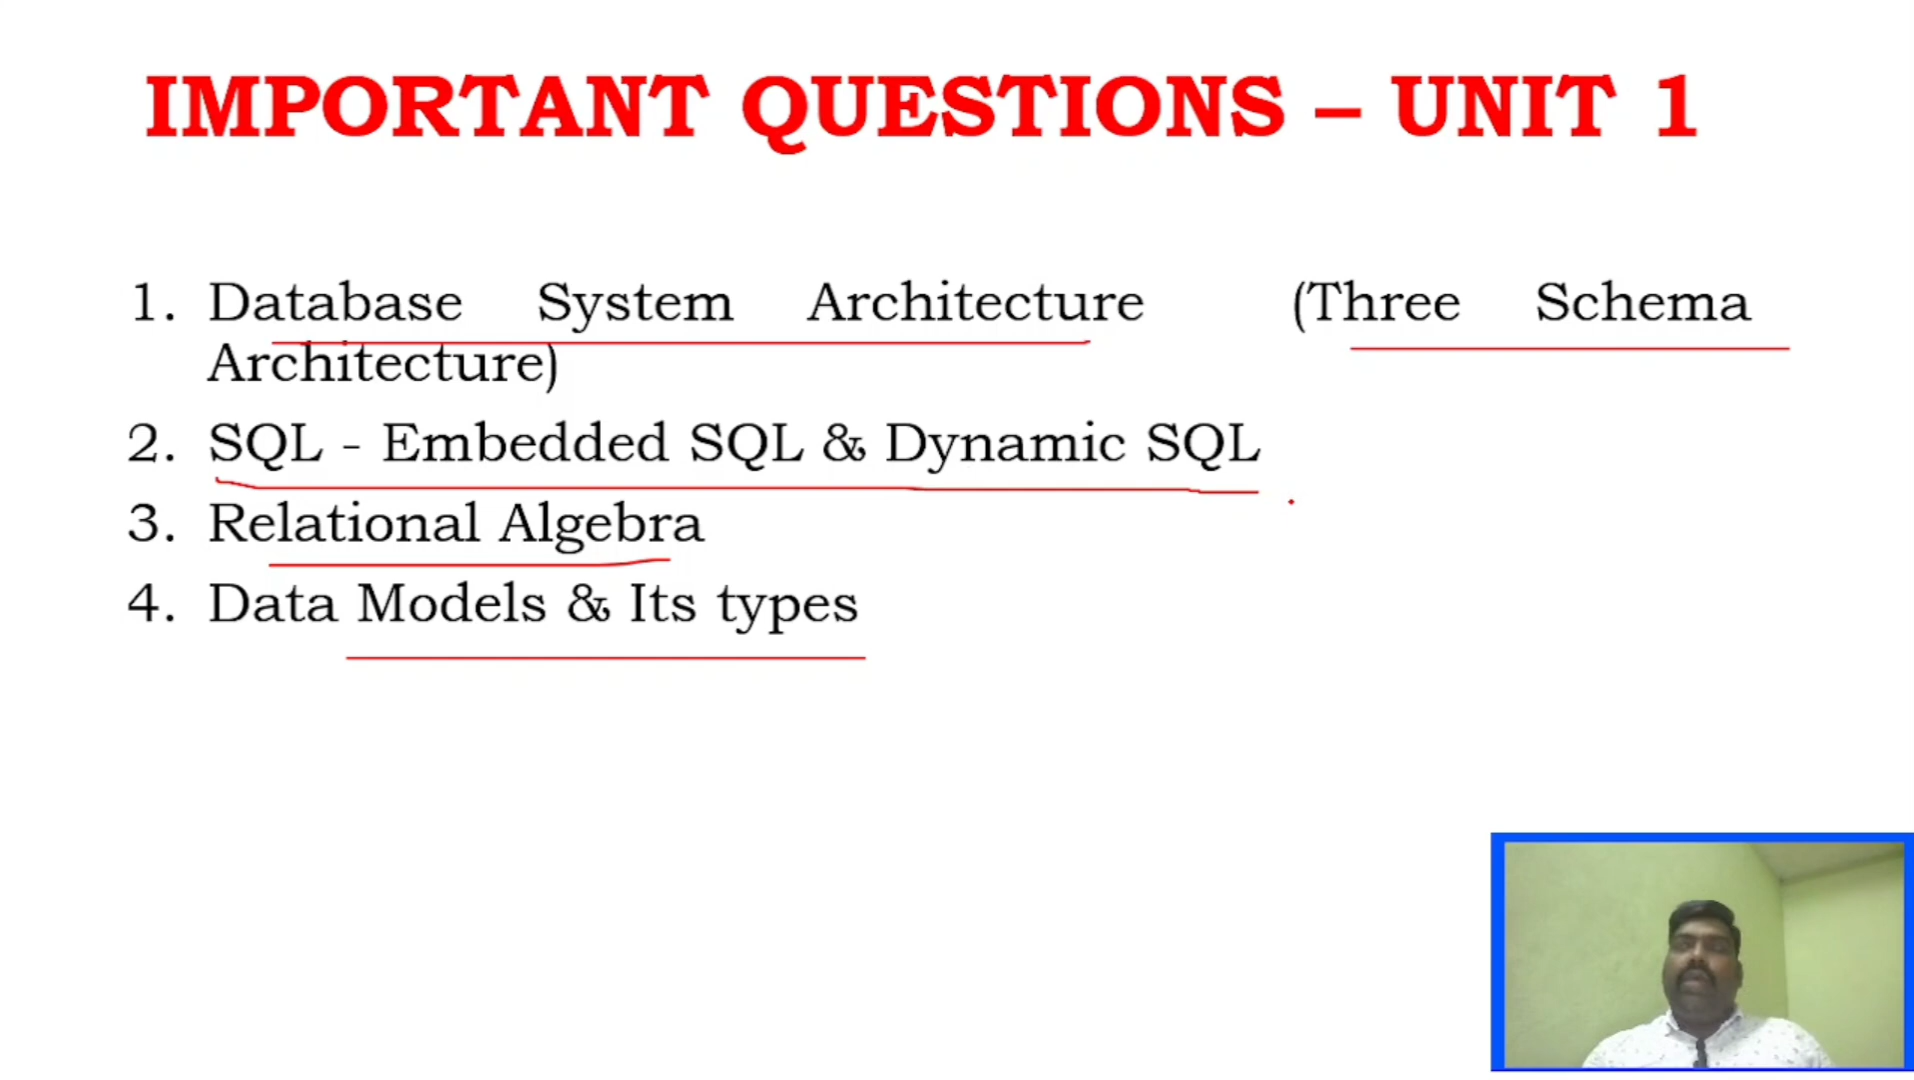 IMPORTANT QUESTIONS – UNIT 1
1. Database System Architecture (Three Schema
Architecture)
2. SQL - Embedded SQL & Dynamic SQL
3. Relational Algebra
4. Data Models & Its types